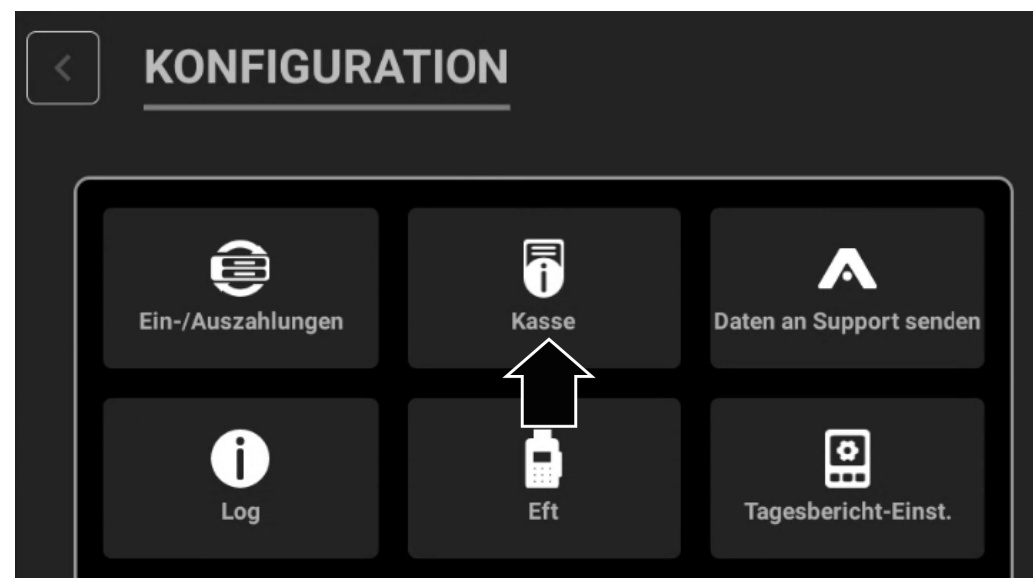 KONFIGURATION
Ein-/Auszahlungen
Kasse
Daten an Support senden
Log
Eft
Tagesbericht-Einst.